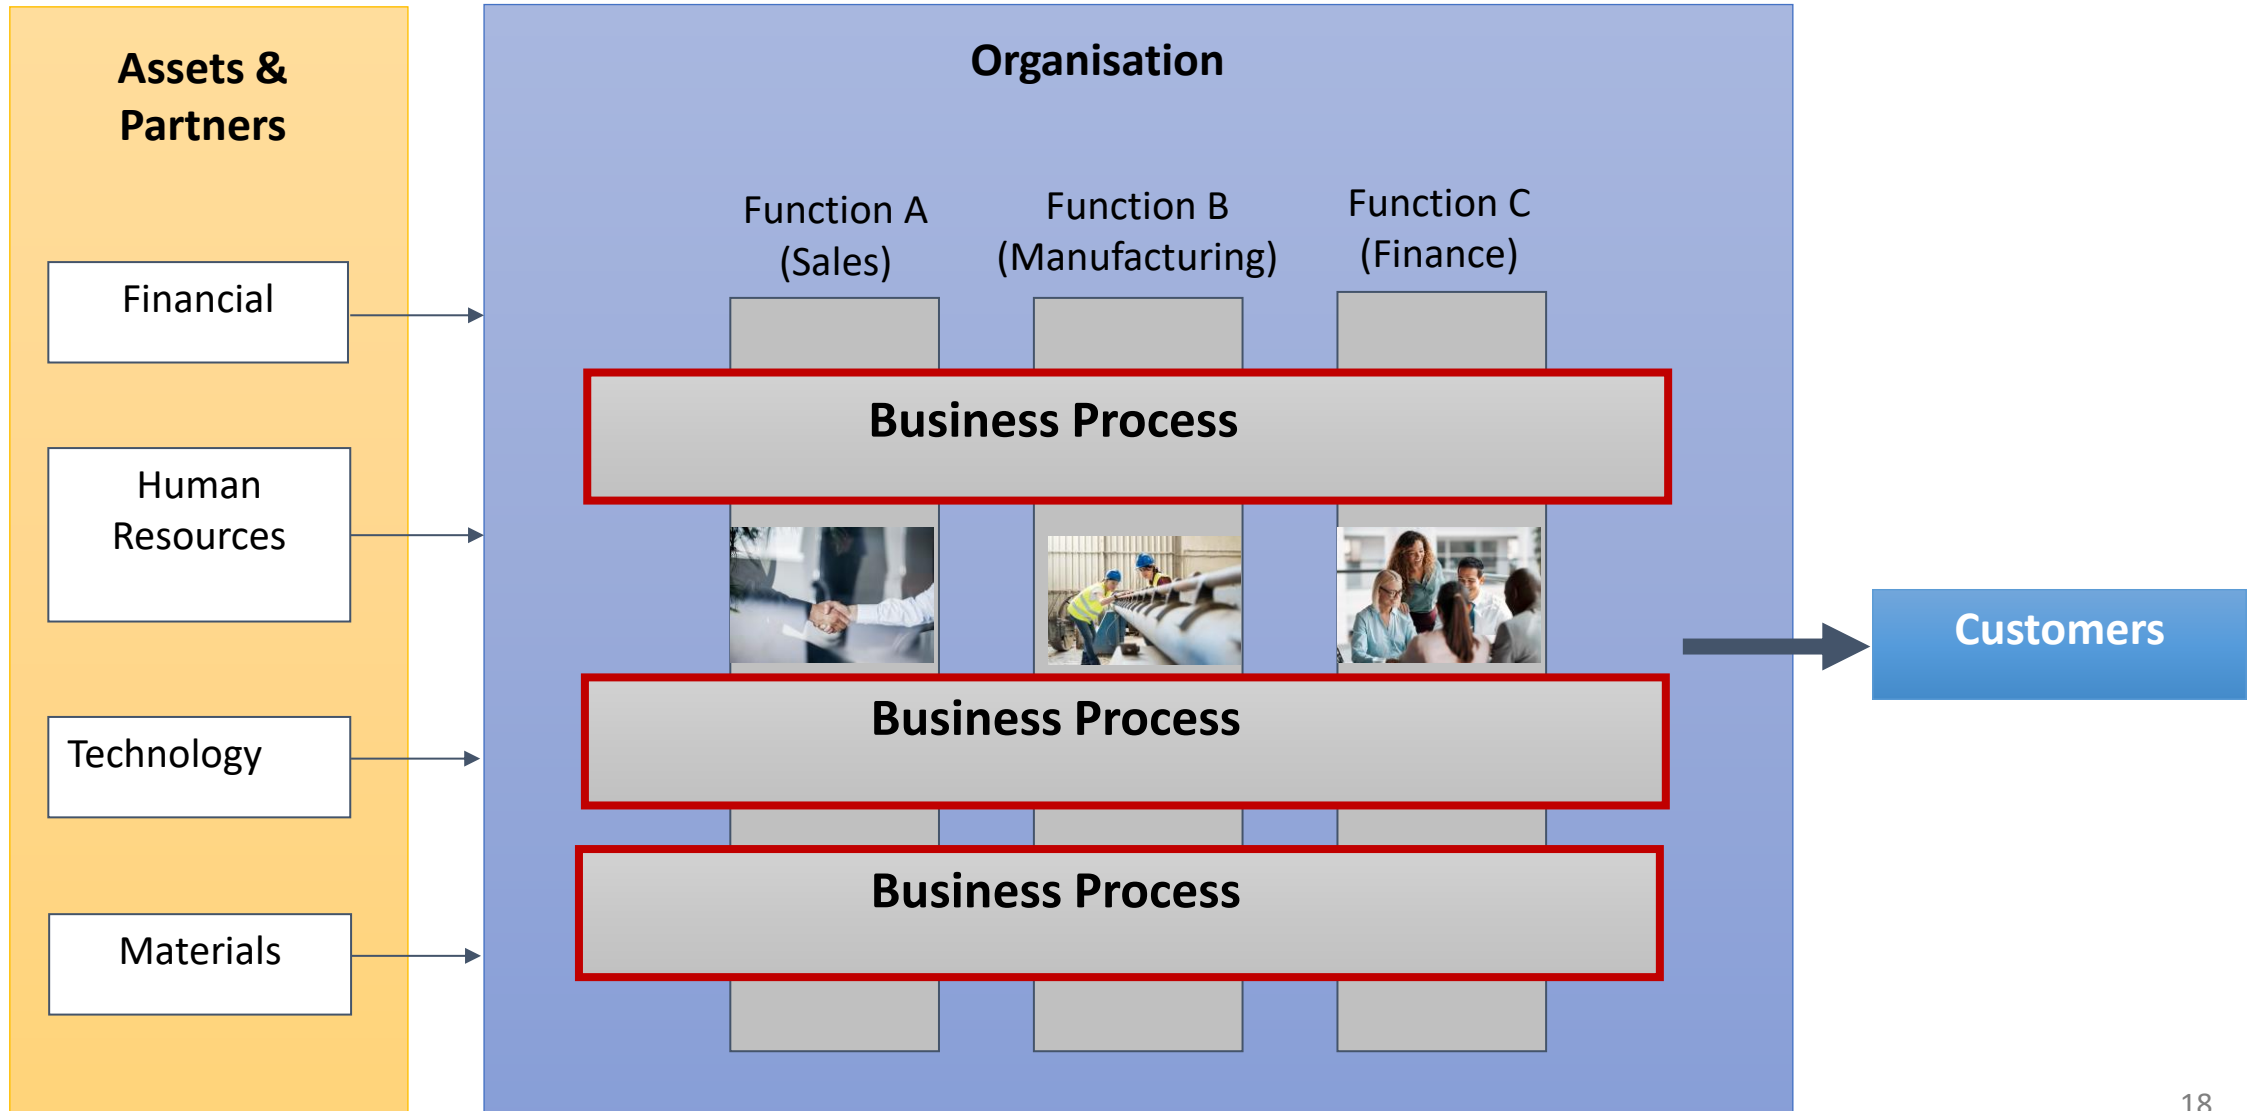 Assets &
Partners
Financial
Human
Resources
Technology
Materials
Organisation
Function A
(Sales)
Function B
(Manufacturing)
Function C
(Finance)
Business Process
Business Process
Business Process
Customers
18